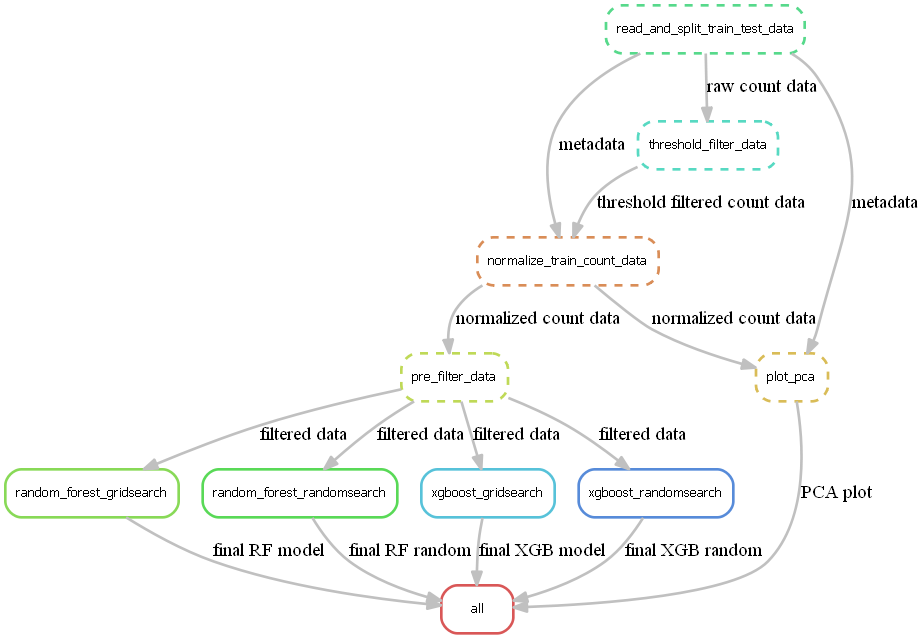 read_and_split_train_test_data
raw count data
metadata
threshold_filter_data
threshold filtered count data
metadata
normalize_train_count_data
normalized count data
normalized count data
pre_filter_data
plot_pca
filtered data
filtered data
filtered data
filtered data
random_forest_gridsearch
random_forest_randomsearch
xgboost_gridsearch
xgboost_randomsearch
PCA plot
final RF model
final RF random
final XGB model
final XGB random
all